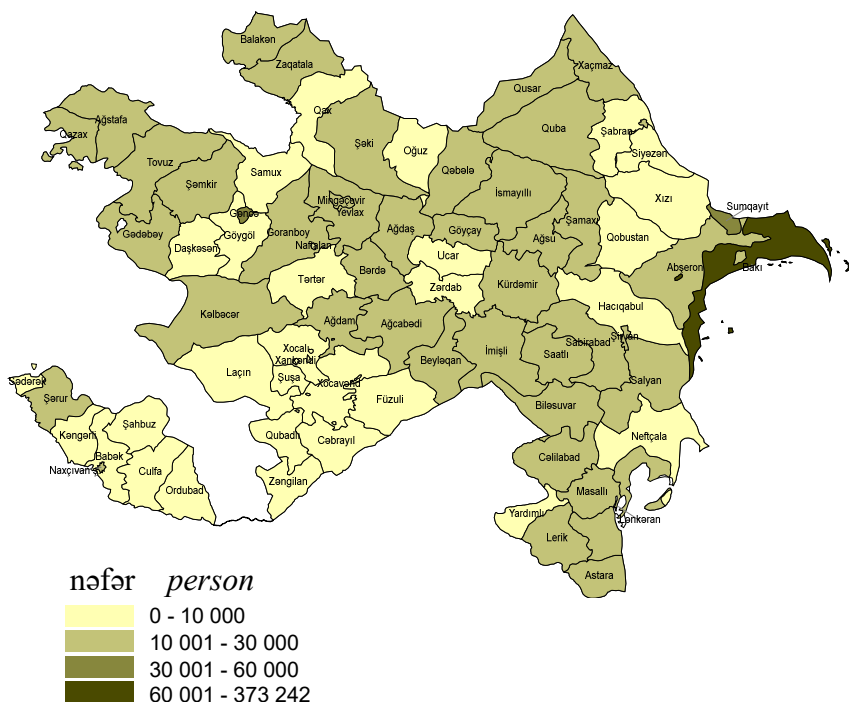 Balakən
Zaqatala
Qax
Xaçmaz
Qusar
Quba
Şabran
Siyəzən
Ağstafa
Qazax
Tovuz
Şəmkir
Samux
Şəki
Oğuz
Qəbələ
İsmayıllı
Xızı
Sumqayıt
Gədəbəy
Gəncə
Daşkəsən
Göygöl
Goranboy
Naftalan
Mingəçevir
Yevlax
Ağdaş
Göyçay
Ağsu
Şamaxı
Qobustan
Abşeron
Bakı
Ucar
Zərdab
Kürdəmir
Hacıqabul
Tərtər
Bərdə
Kəlbəcər
Ağdam
Ağcabədi
Beyləqan
İmişli
Saatlı
Sabirabad
Şirvan
Salyan
Xocalı
Xankəndi
Laçın
Şuşa
Xocavənd
Füzuli
Biləsuvar
Neftçala
Sədərək
Şərur
Kəngərli
Şahbuz
Babək
Naxçıvan ş.
Culfa
Ordubad
Qubadlı
Cəbrayıl
Zəngilan
Cəlilabad
Masallı
Yardımlı
Lənkəran
Lerik
Astara
nəfər person
0 - 10 000
10 001 - 30 000
30 001 - 60 000
60 001 - 373 242